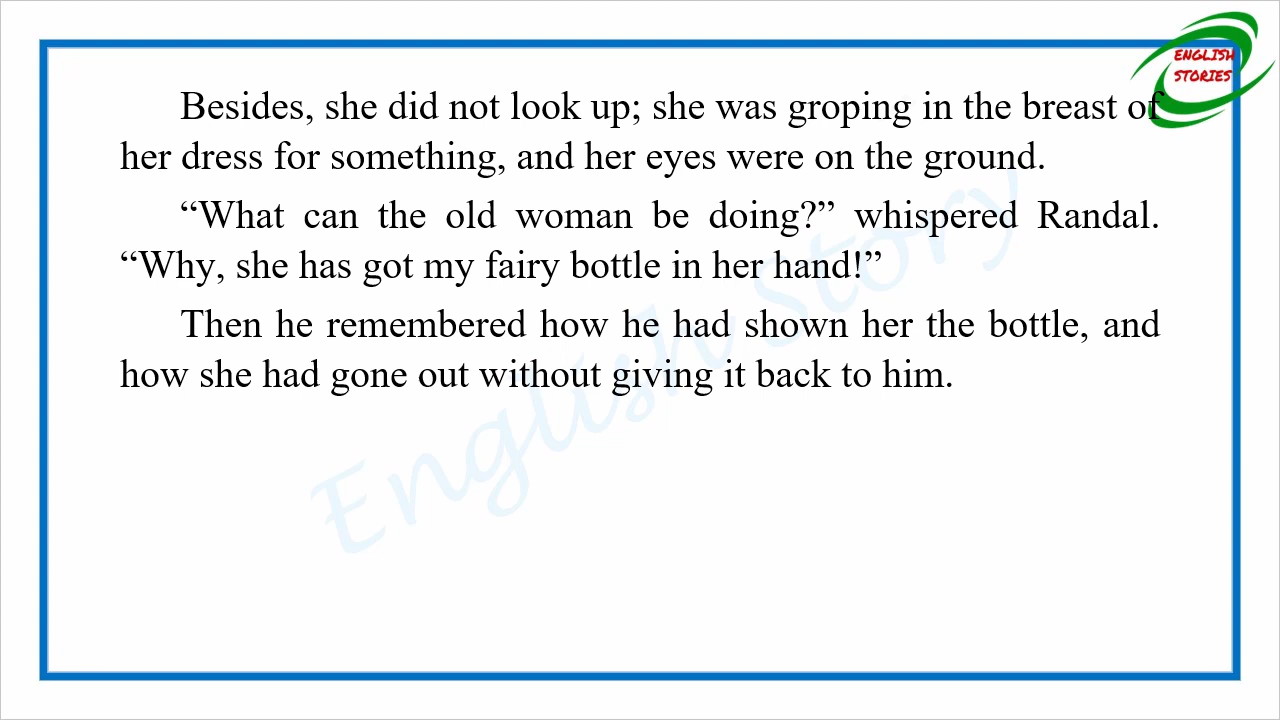 ENGLISH
STORIES
Besides, she did not look up; she was groping in the breast of
her dress for something, and her eyes were on the ground.
“What can the old woman be doing?” whispered Randal.
“Why, she has got my fairy bottle in her hand!”
Then he remembered how he had shown her the bottle, and
how she had gone out without giving it back to him.
English Story